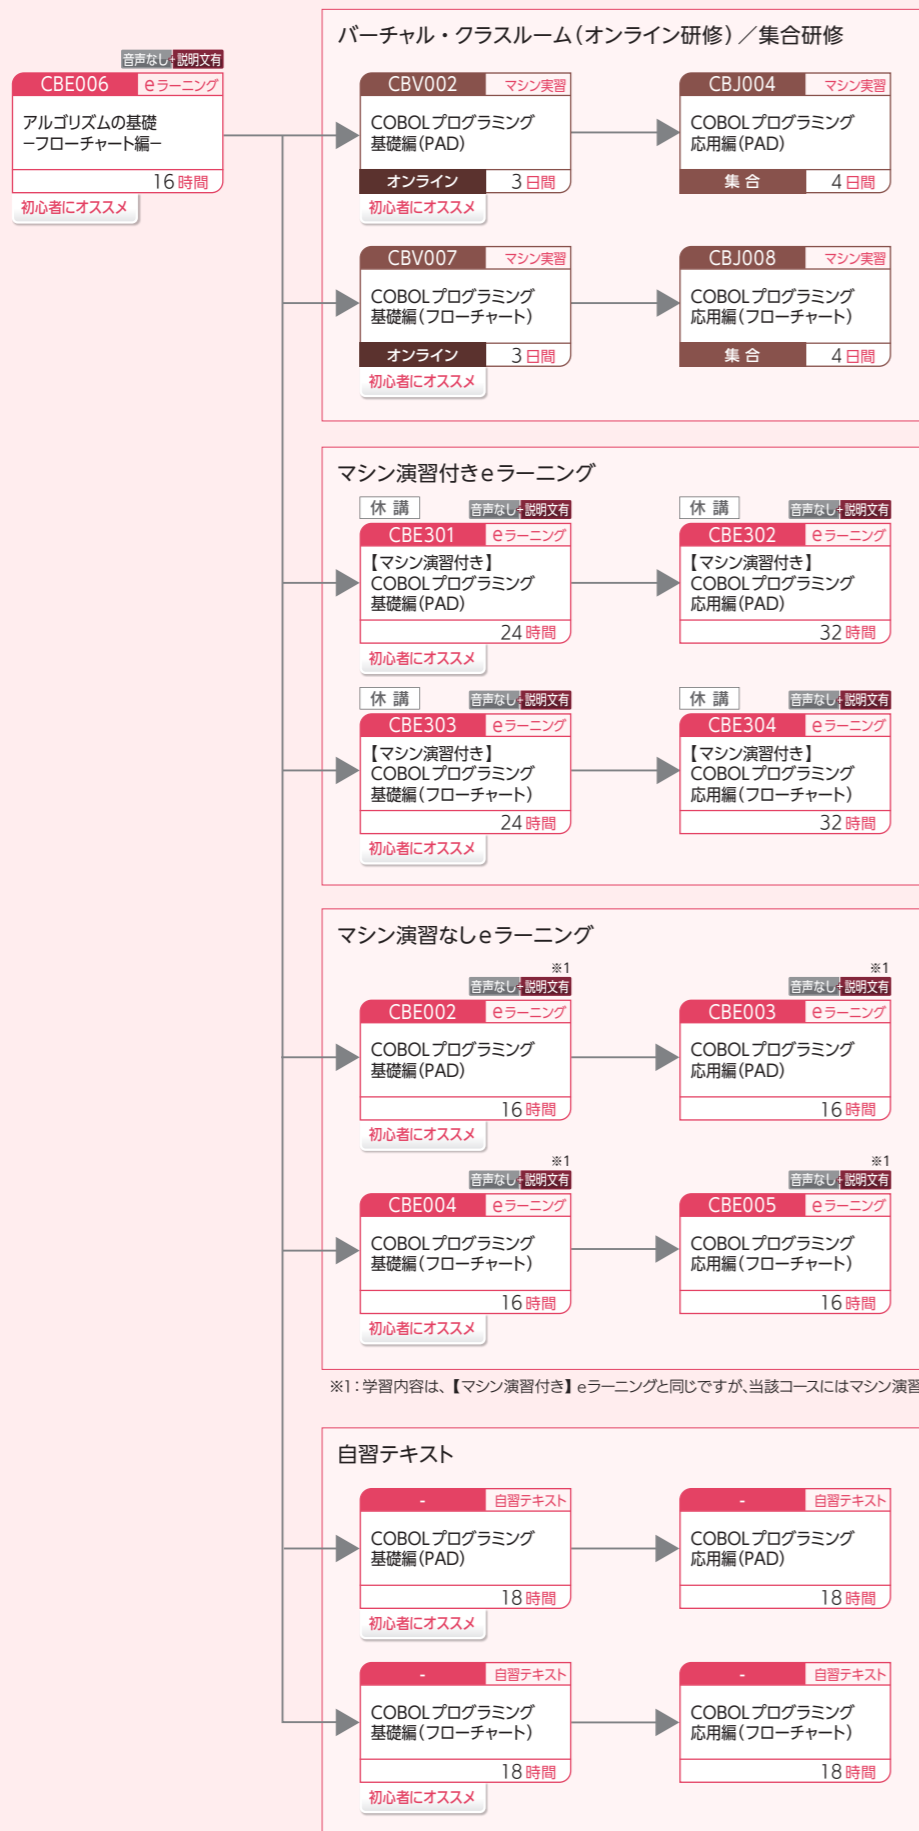 音声なし+説明文有
CBE006 eラーニング
アルゴリズムの基礎
−フローチャート編−
16時間
初心者にオススメ
バーチャル・クラスルーム（オンライン研修）／集合研修
CBV002 マシン実習
COBOLプログラミング
基礎編（PAD）
オンライン 3日間
初心者にオススメ
CBJ004 マシン実習
COBOLプログラミング
応用編（PAD）
集合 4日間
CBV007 マシン実習
COBOLプログラミング
基礎編（フローチャート）
オンライン 3日間
初心者にオススメ
CBJ008 マシン実習
COBOLプログラミング
応用編（フローチャート）
集合 4日間
マシン演習付きeラーニング
休講 音声なし+説明文有
CBE301 eラーニング
【マシン演習付き】
COBOLプログラミング
基礎編（PAD）
24時間
初心者にオススメ
休講 音声なし+説明文有
CBE302 eラーニング
【マシン演習付き】
COBOLプログラミング
応用編（PAD）
32時間
休講 音声なし+説明文有
CBE303 eラーニング
【マシン演習付き】
COBOLプログラミング
基礎編（フローチャート）
24時間
初心者にオススメ
休講 音声なし+説明文有
CBE304 eラーニング
【マシン演習付き】
COBOLプログラミング
応用編（フローチャート）
32時間
マシン演習なしeラーニング
※1
音声なし+説明文有
CBE002 eラーニング
COBOLプログラミング
基礎編（PAD）
16時間
初心者にオススメ
※1
音声なし+説明文有
CBE003 eラーニング
COBOLプログラミング
応用編（PAD）
16時間
※1
音声なし+説明文有
CBE004 eラーニング
COBOLプログラミング
基礎編（フローチャート）
16時間
初心者にオススメ
※1
音声なし+説明文有
CBE005 eラーニング
COBOLプログラミング
応用編（フローチャート）
16時間
※1：学習内容は、【マシン演習付き】eラーニングと同じですが、当該コースにはマシン演習
自習テキスト
- 自習テキスト
COBOLプログラミング
基礎編（PAD）
18時間
初心者にオススメ
- 自習テキスト
COBOLプログラミング
応用編（PAD）
18時間
- 自習テキスト
COBOLプログラミング
基礎編（フローチャート）
18時間
初心者にオススメ
- 自習テキスト
COBOLプログラミング
応用編（フローチャート）
18時間